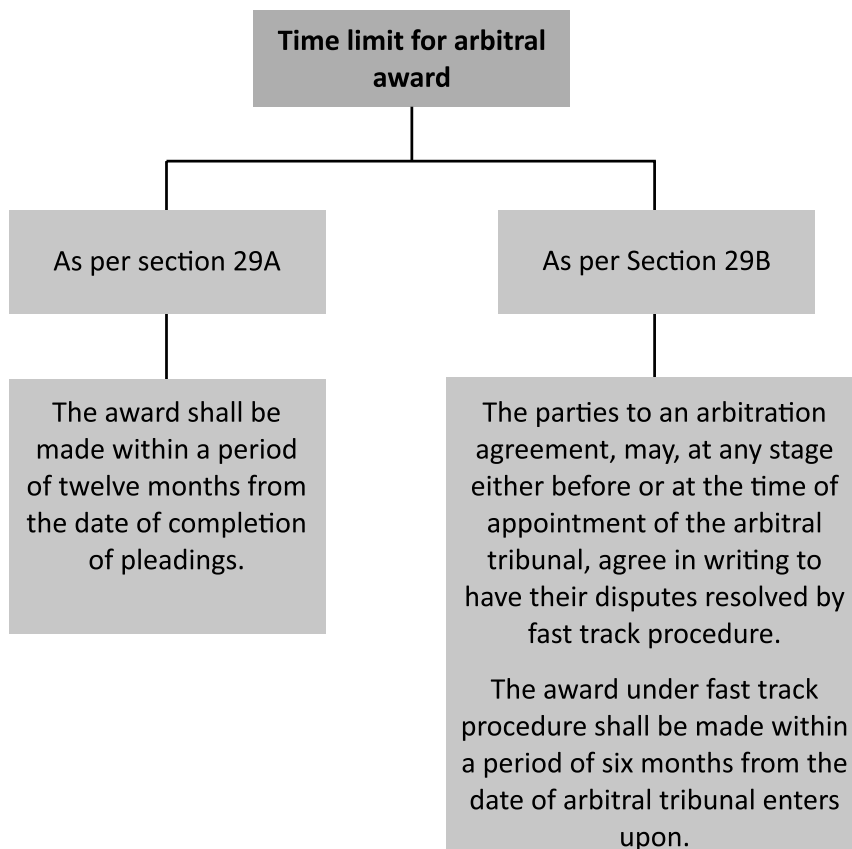 Time limit for arbitral
award
As per section 29A
As per Section 29B
The award shall be
made within a period
of twelve months from
the date of completion
of pleadings.
The parties to an arbitration
agreement, may, at any stage
either before or at the time of
appointment of the arbitral
tribunal, agree in writing to
have their disputes resolved by
fast track procedure.
The award under fast track
procedure shall be made within
a period of six months from the
date of arbitral tribunal enters
upon.